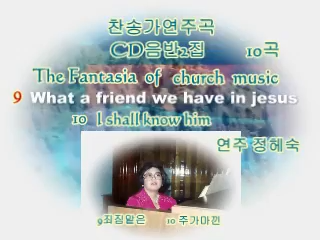 찬송가연주곡
CD음반2집 10곡
The Fantasia of church music
9 What a friend we have in jesus
10 I shall know him
연주 정혜숙
9죄짐맡은 10 주가마낀